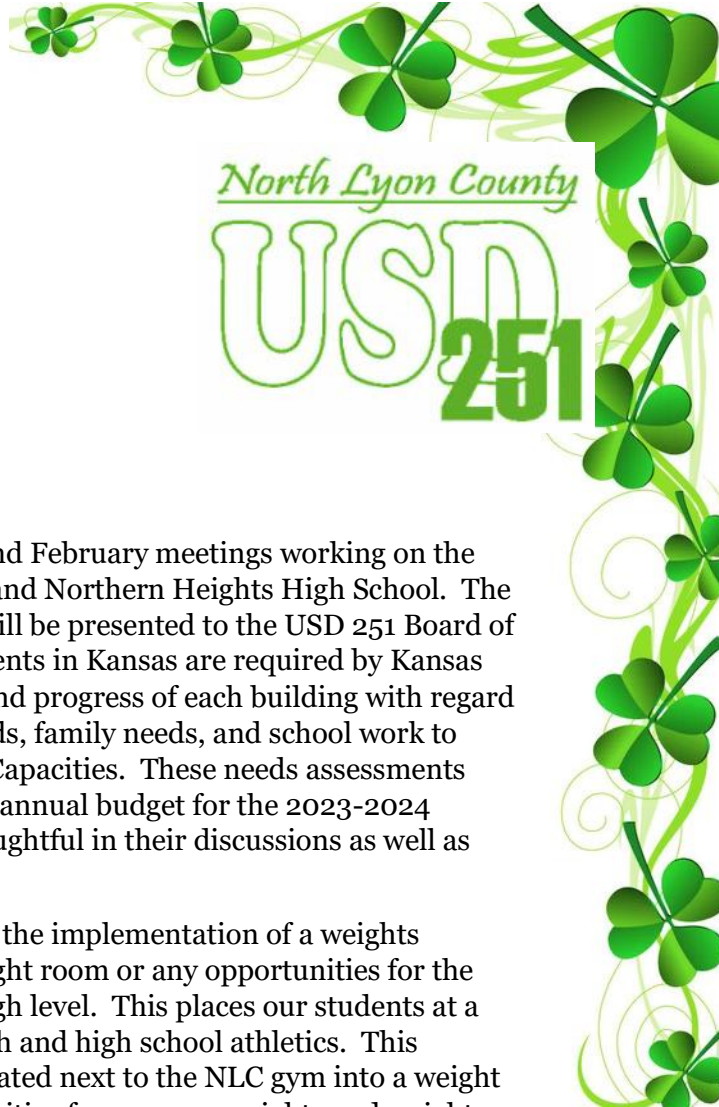 North Lyon County
USD
251
nd February meetings working on the
and Northern Heights High School. The
ill be presented to the USD 251 Board of
ents in Kansas are required by Kansas
nd progress of each building with regard
ds, family needs, and school work to
Capacities. These needs assessments
annual budget for the 2023-2024
ughtful in their discussions as well as
the implementation of a weights
ght room or any opportunities for the
gh level. This places our students at a
h and high school athletics. This
ated next to the NLC gym into a weight